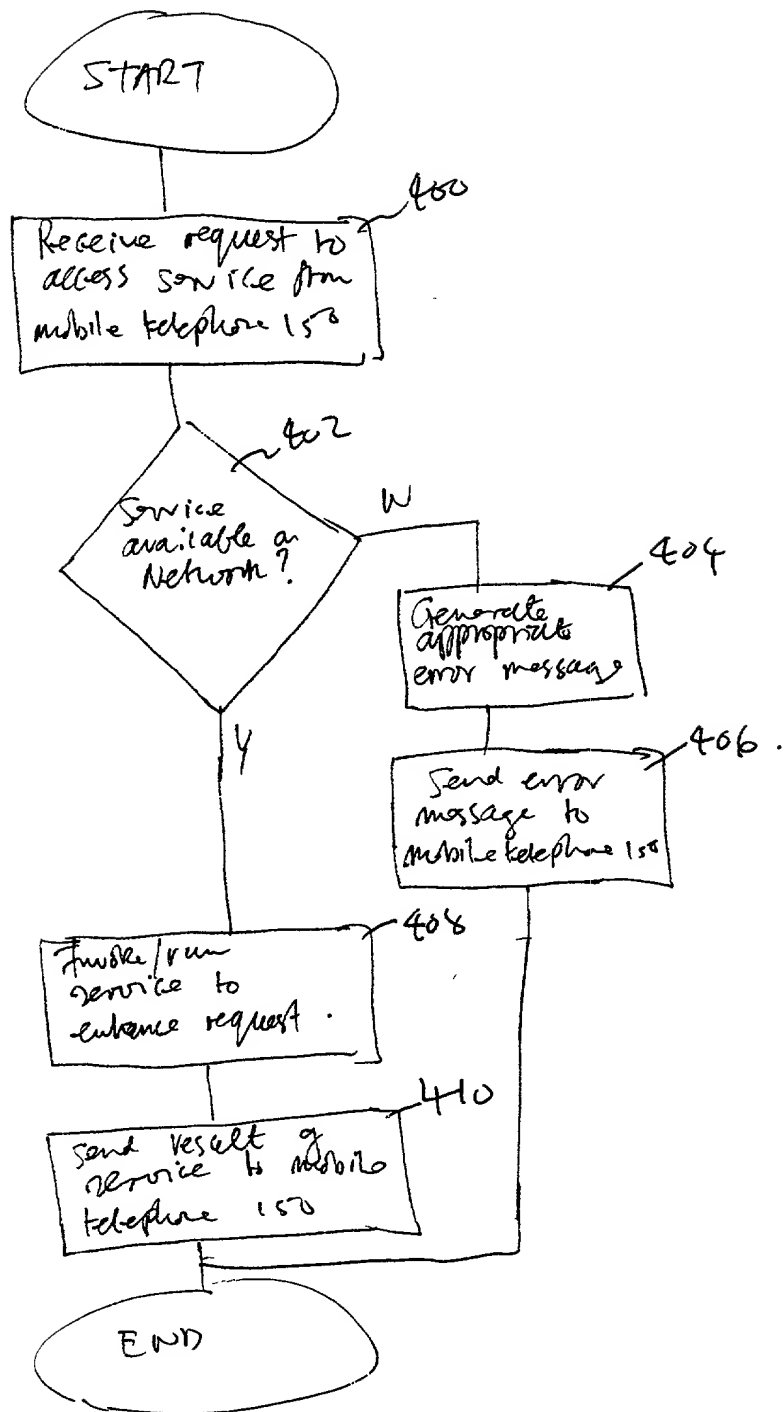 START
400
Receive request to
access service from
mobile telephone 150
402
Service
available on
Network?
N
404
Generate
appropriate
error message
Y
406.
Send error
message to
mobile telephone 150
408
Invoke/run
service to
enhance request.
410
Send result of
service to mobile
telephone 150
END